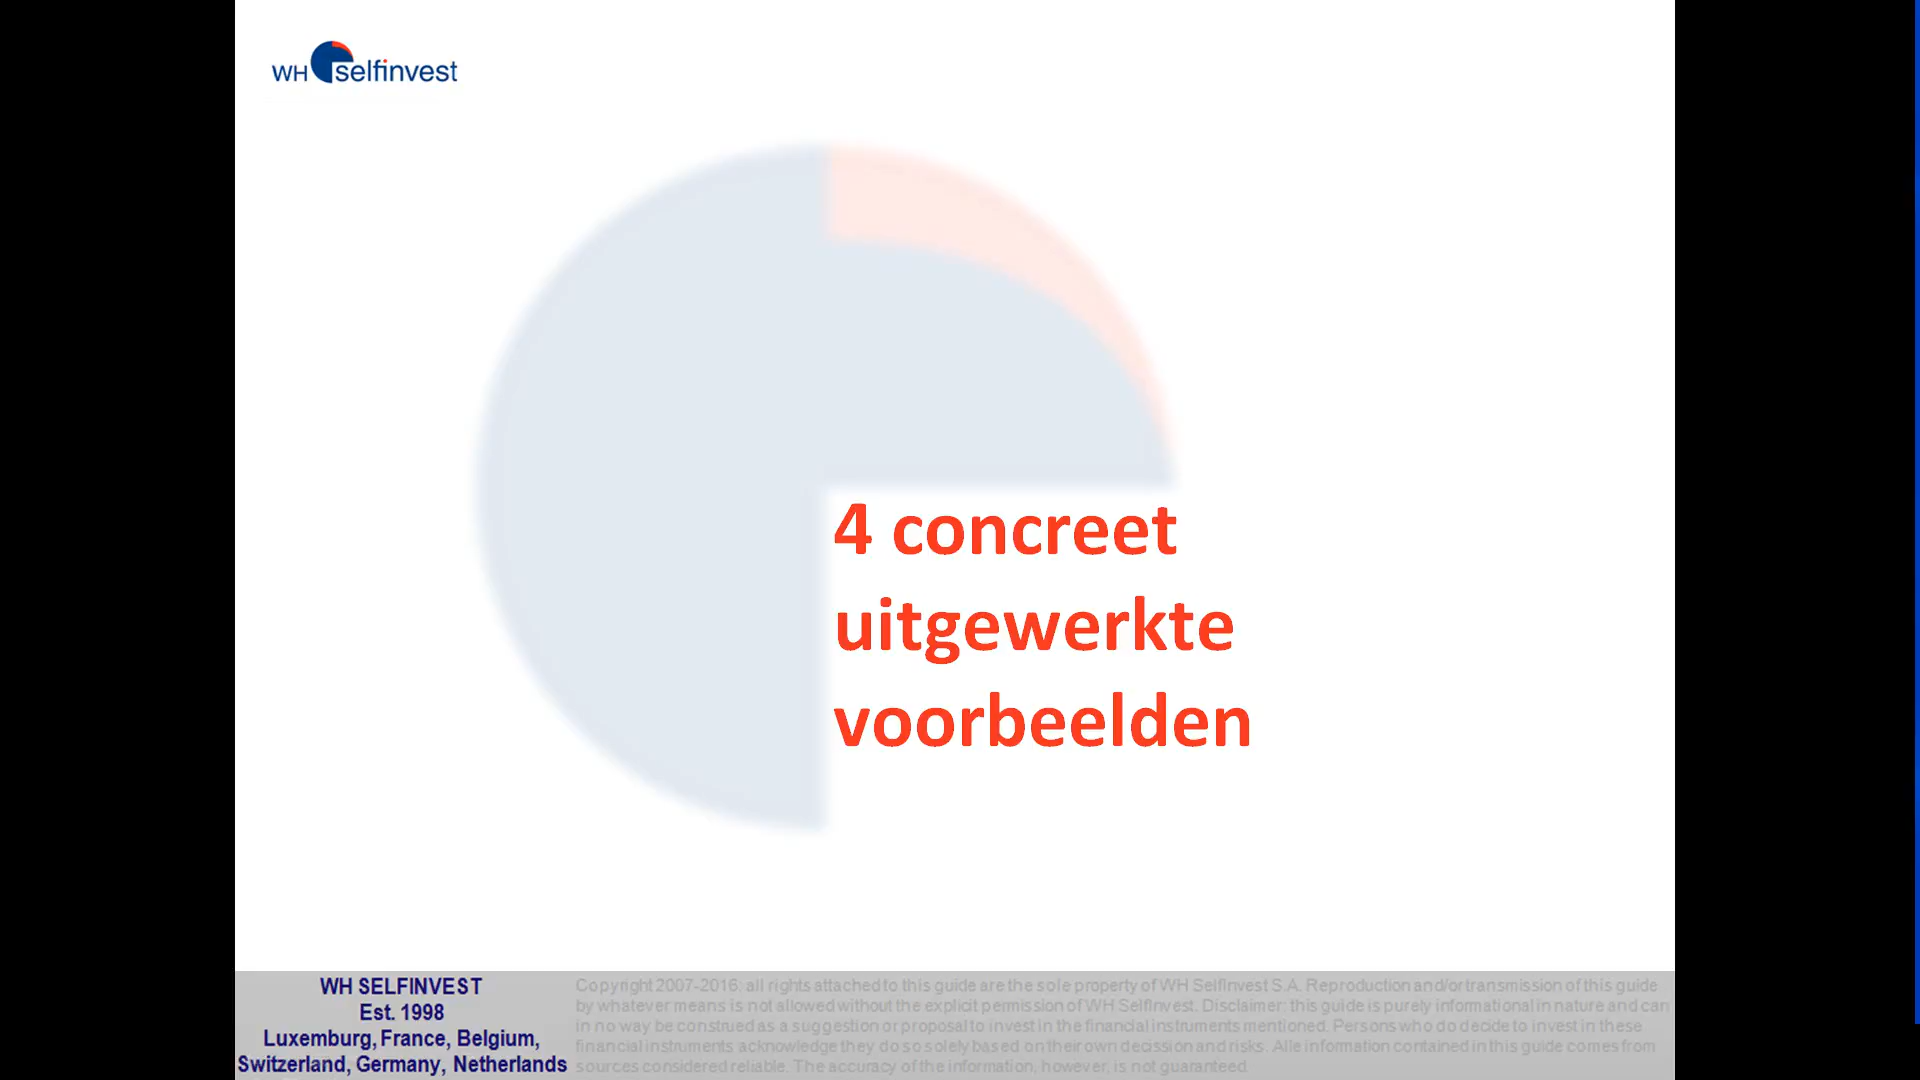 WH selfinvest
4 concreet
uitgewerkte
voorbeelden
WH SELFINVEST
Est. 1998
Luxemburg, France, Belgium,
Switzerland, Germany, Netherlands
Copyright 2007-2016: all rights attached to this guide are the sole property of WH SelfInvest S.A. Reproduction and/or transmission of this guide
by whatever means is not allowed without the explicit permission of WH SelfInvest. Disclaimer: this guide is purely informational in nature and can
in no way be construed as a suggestion or proposal to invest in the financial instruments mentioned. Persons who do decide to invest in these
financial instruments acknowledge they do so solely based on their own decission and risks. Alle information contained in this guide comes from
sources considered reliable. The accuracy of the information, however, is not guaranteed.